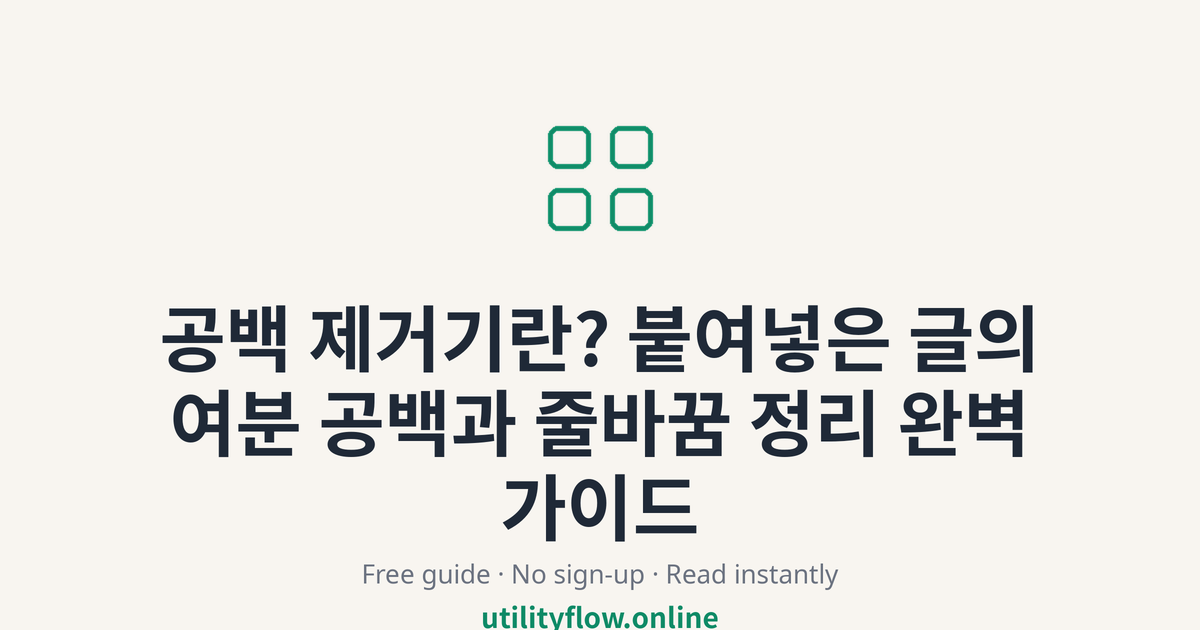 공백 제거기란? 붙여넣은 글의
여분 공백과 줄바꿈 정리 완벽
가이드
Free guide · No sign-up · Read instantly
utilityflow.online